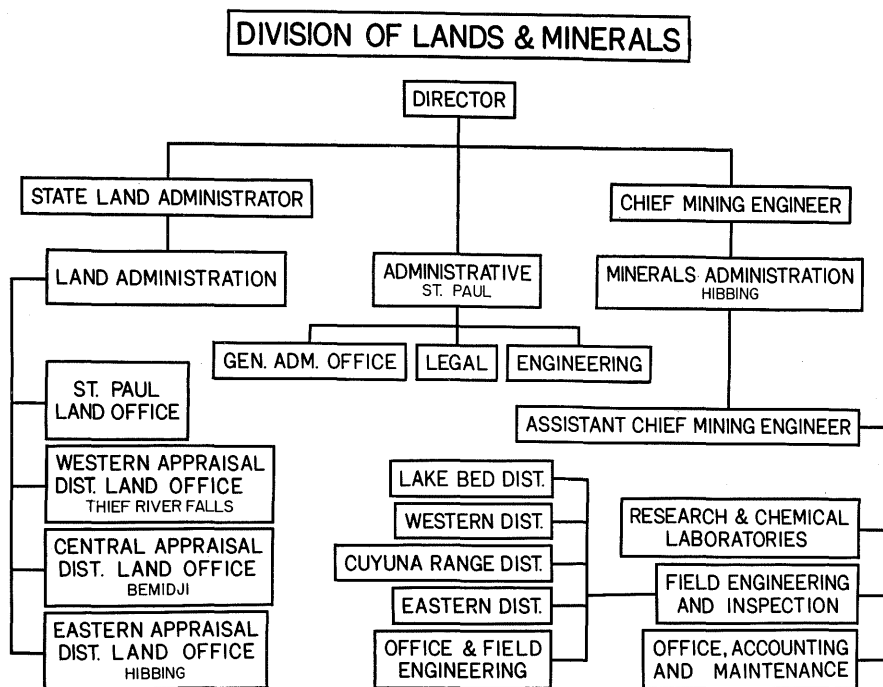 DIVISION OF LANDS & MINERALS
DIRECTOR
STATE LAND ADMINISTRATOR
CHIEF MINING ENGINEER
LAND ADMINISTRATION
ADMINISTRATIVE
ST. PAUL
MINERALS ADMINISTRATION
HIBBING
GEN. ADM. OFFICE
LEGAL
ENGINEERING
ST. PAUL
LAND OFFICE
ASSISTANT CHIEF MINING ENGINEER
WESTERN APPRAISAL
DIST. LAND OFFICE
THIEF RIVER FALLS
CENTRAL APPRAISAL
DIST. LAND OFFICE
BEMIDJI
EASTERN APPRAISAL
DIST. LAND OFFICE
HIBBING
LAKE BED DIST.
WESTERN DIST.
CUYUNA RANGE DIST.
EASTERN DIST.
OFFICE & FIELD
ENGINEERING
RESEARCH & CHEMICAL
LABORATORIES
FIELD ENGINEERING
AND INSPECTION
OFFICE, ACCOUNTING
AND MAINTENANCE